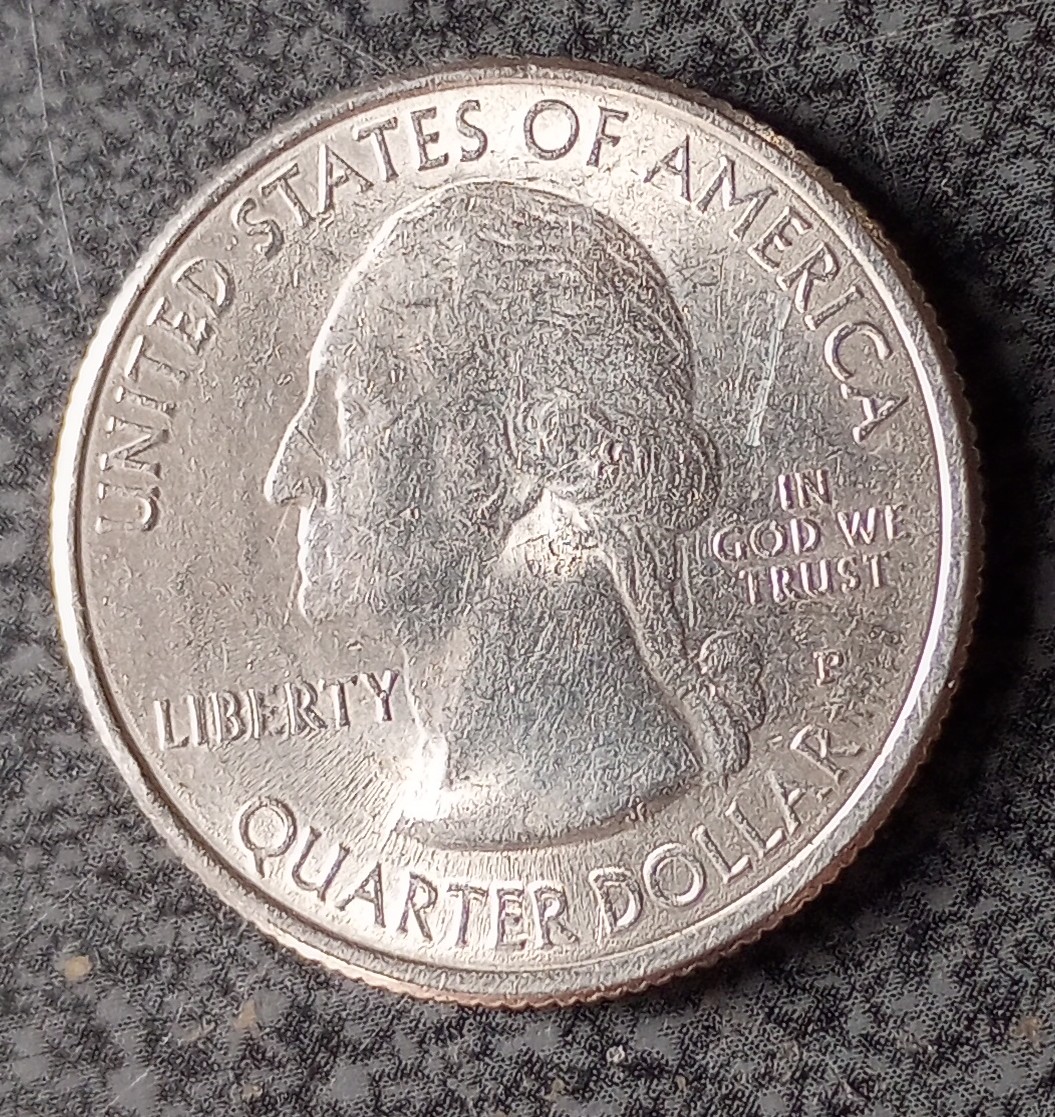 UNITED STATES OF AMERICA
IN
GOD WE
TRUST
P
LIBERTY
QUARTER DOLLAR